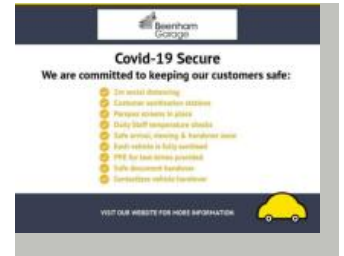 Beenham
Garage
Covid-19 Secure
We are committed to keeping our customers safe:
2m social distancing
Customer sanitisation stations
Perspex screens in place
Daily Staff temperature checks
Safe arrival, viewing & handover zone
Each vehicle is fully sanitised
PPE for test drives provided
Safe document handover
Contactless vehicle handover
VISIT OUR WEBSITE FOR MORE INFORMATION